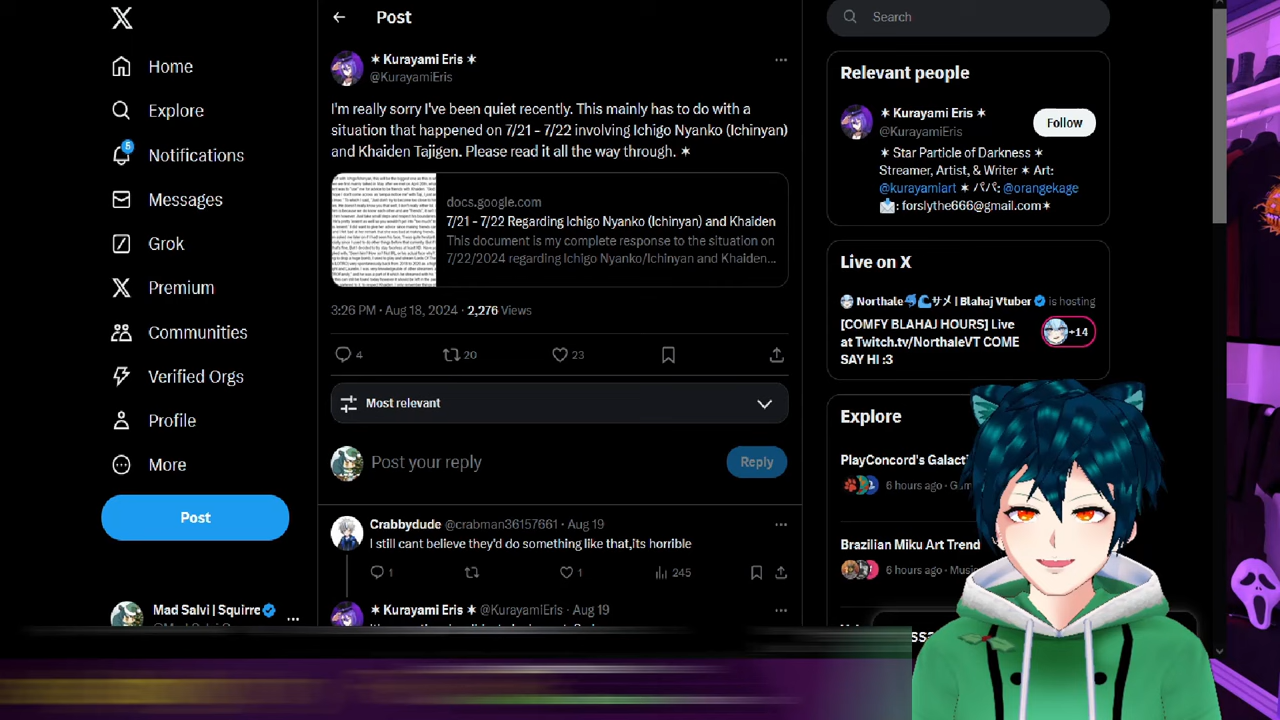 Home
Explore
5
Notifications
Messages
Grok
Premium
Communities
Verified Orgs
Profile
More
Post
Mad Salvi | Squirre
Post
✶ Kurayami Eris ✶
@KurayamiEris
I'm really sorry I've been quiet recently. This mainly has to do with a
situation that happened on 7/21 - 7/22 involving Ichigo Nyanko (Ichinyan)
and Khaiden Tajigen. Please read it all the way through. ✶
docs.google.com
7/21 - 7/22 Regarding Ichigo Nyanko (Ichinyan) and Khaiden
This document is my complete response to the situation on
7/22/2024 regarding Ichigo Nyanko/Ichinyan and Khaiden...
3:26 PM · Aug 18, 2024 · 2,276 Views
4 20 23
Most relevant
Post your reply
Reply
Crabbydude @crabman36157661 · Aug 19
I still cant believe they'd do something like that,its horrible
1 1 245
✶ Kurayami Eris ✶ @KurayamiEris · Aug 19
Search
Relevant people
✶ Kurayami Eris ✶
@KurayamiEris
Follow
✶ Star Particle of Darkness ✶
Streamer, Artist, & Writer ✶ Art:
@kurayamiart ✶ パパ: @orangekage
📩: forslythe666@gmail.com✶
Live on X
Northale🦈🌊サメ | Blahaj Vtuber is hosting
[COMFY BLAHAJ HOURS] Live
at Twitch.tv/NorthaleVT COME
SAY HI :3
+14
Explore
PlayConcord's Galacti
6 hours ago
Brazilian Miku Art Trend
6 hours ago